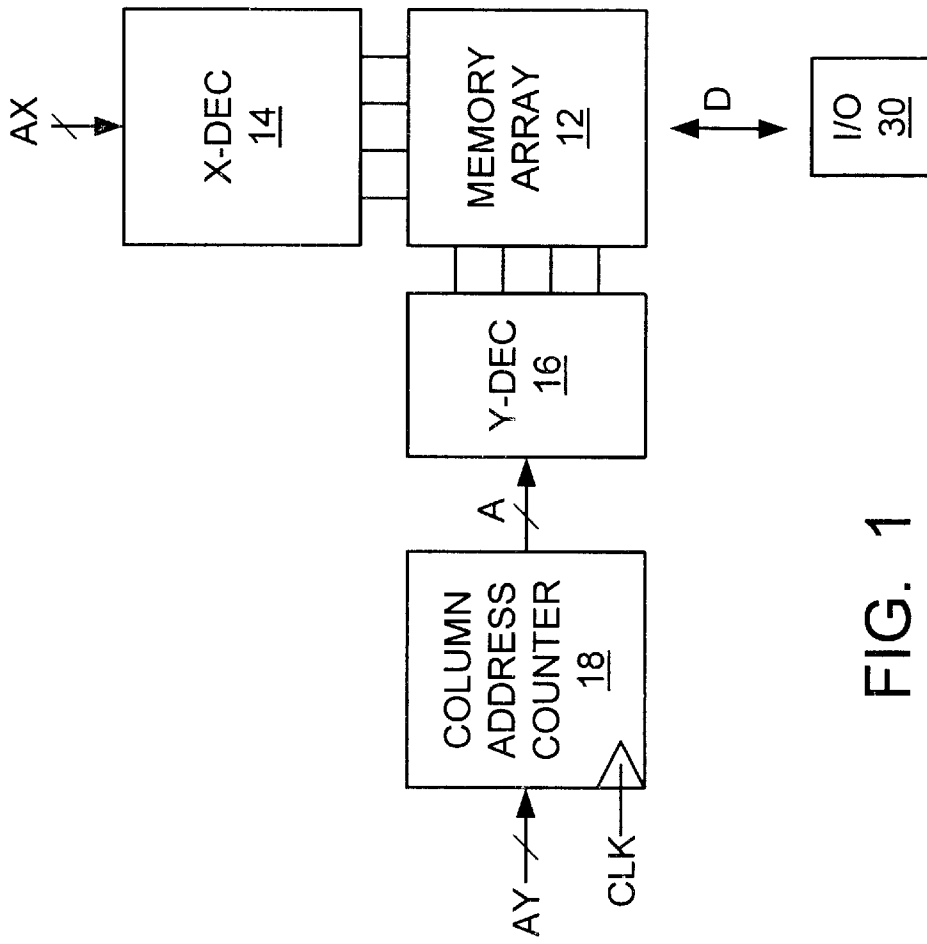 AX
X-DEC
14
MEMORY
ARRAY
12
D
I/O
30
Y-DEC
16
A
COLUMN
ADDRESS
COUNTER
18
AY
CLK
FIG. 1